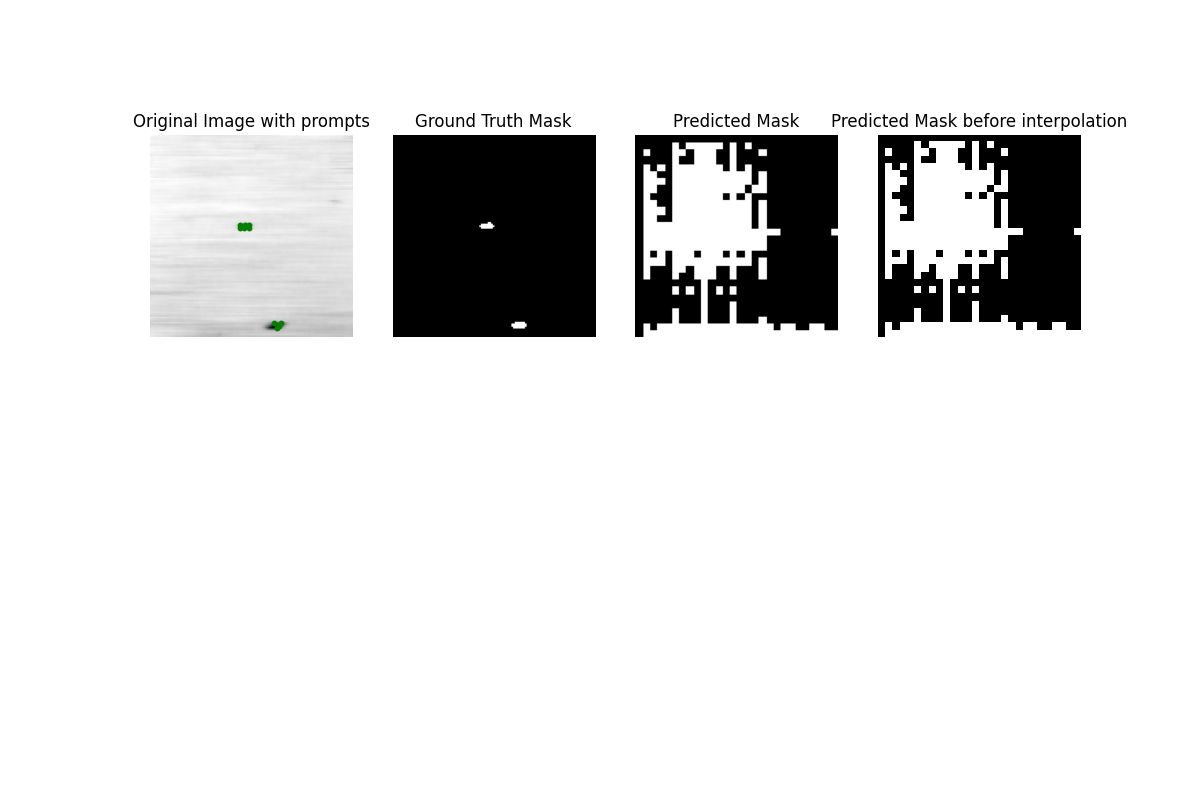 Original Image with prompts
Ground Truth Mask
Predicted Mask
Predicted Mask before interpolation